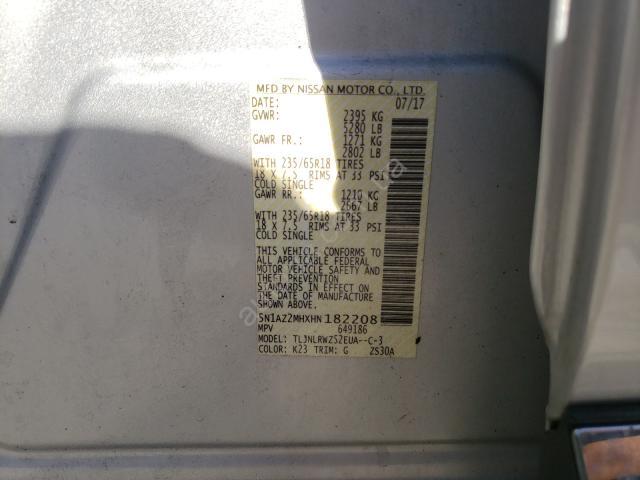 MFD BY NISSAN MOTOR CO., LTD.
DATE: 07/17
GVWR: 2395 KG
5280 LB
GAWR FR.: 1271 KG
2802 LB
WITH 235/65R18 TIRES
18 X 7.5 RIMS AT 33 PSI
COLD SINGLE
GAWR RR.: 1210 KG
2667 LB
WITH 235/65R18 TIRES
18 X 7.5 RIMS AT 33 PSI
COLD SINGLE
THIS VEHICLE CONFORMS TO
ALL APPLICABLE FEDERAL
MOTOR VEHICLE SAFETY AND
THEFT PREVENTION
STANDARDS IN EFFECT ON
THE DATE OF MANUFACTURE
SHOWN ABOVE.
5N1AZ2MHXHN182208
MPV 649186
MODEL: TLJNLRWZS2EUA--C-3
COLOR: K23 TRIM: G ZS30A